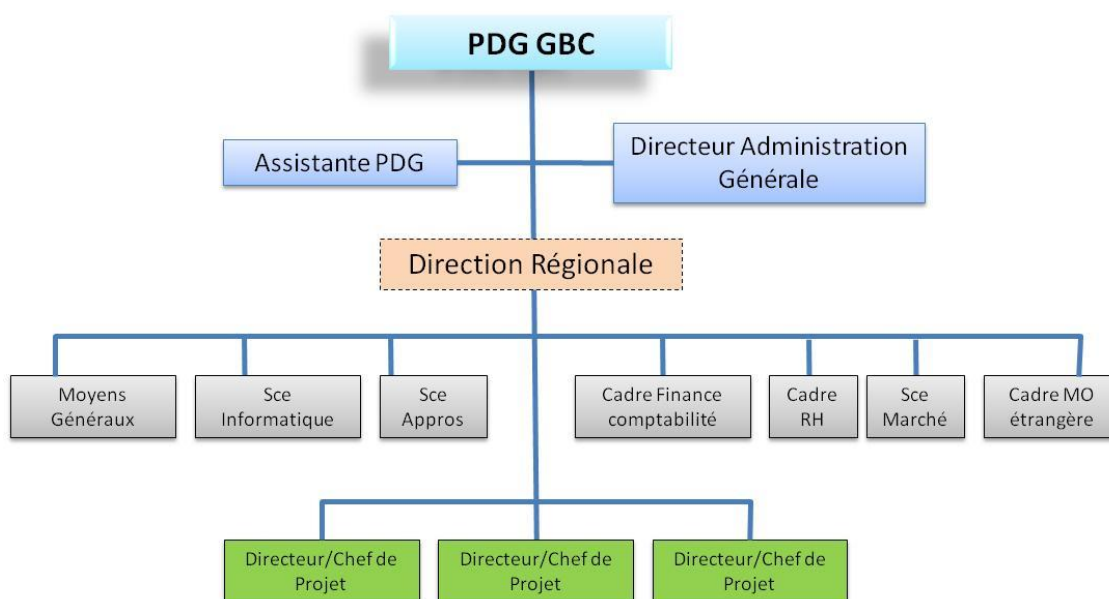 PDG GBC
Assistante PDG
Directeur Administration
Générale
Direction Régionale
Moyens
Généraux
Sce
Informatique
Sce
Appros
Cadre Finance
comptabilité
Cadre
RH
Sce
Marché
Cadre MO
étrangère
Directeur/Chef de
Projet
Directeur/Chef de
Projet
Directeur/Chef de
Projet